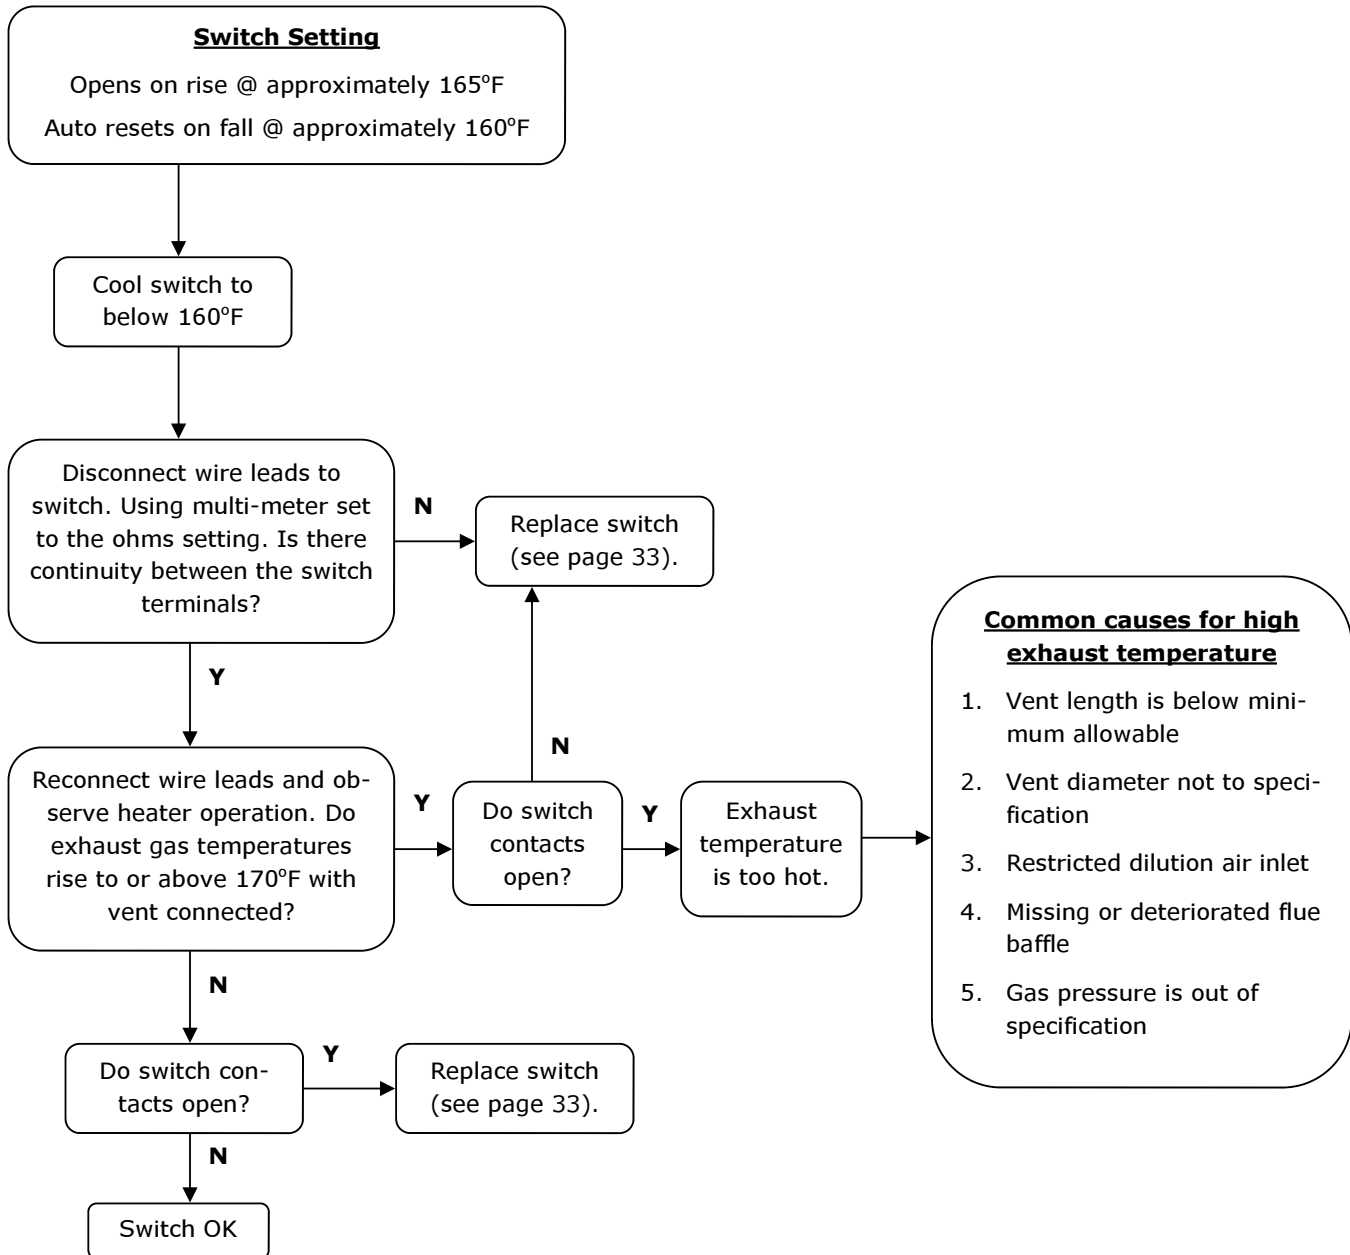 Switch Setting
Opens on rise @ approximately 165°F
Auto resets on fall @ approximately 160°F
Cool switch to
below 160°F
Disconnect wire leads to
switch. Using multi-meter set
to the ohms setting. Is there
continuity between the switch
terminals?
N
Replace switch
(see page 33).
Y
Reconnect wire leads and ob-
serve heater operation. Do
exhaust gas temperatures
rise to or above 170°F with
vent connected?
Y
Do switch
contacts
open?
N
Y
Exhaust
temperature
is too hot.
Common causes for high
exhaust temperature
1. Vent length is below mini-
mum allowable
2. Vent diameter not to speci-
fication
3. Restricted dilution air inlet
4. Missing or deteriorated flue
baffle
5. Gas pressure is out of
specification
N
Do switch con-
tacts open?
Y
Replace switch
(see page 33).
N
Switch OK